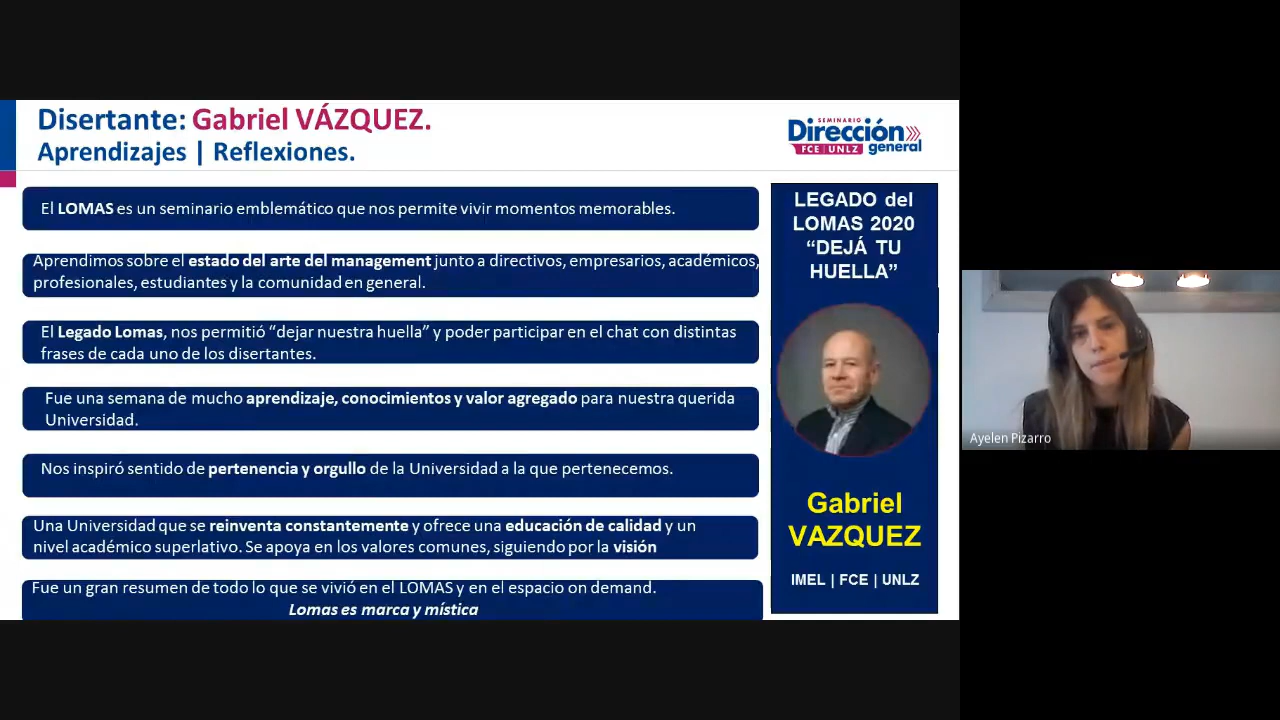 Disertante: Gabriel VÁZQUEZ.
Aprendizajes | Reflexiones.
SEMINARIO
Dirección
FCE | UNLZ general
El LOMAS es un seminario emblemático que nos permite vivir momentos memorables.
Aprendimos sobre el estado del arte del management junto a directivos, empresarios, académicos,
profesionales, estudiantes y la comunidad en general.
El Legado Lomas, nos permitió “dejar nuestra huella” y poder participar en el chat con distintas
frases de cada uno de los disertantes.
Fue una semana de mucho aprendizaje, conocimientos y valor agregado para nuestra querida
Universidad.
Nos inspiró sentido de pertenencia y orgullo de la Universidad a la que pertenecemos.
Una Universidad que se reinventa constantemente y ofrece una educación de calidad y un
nivel académico superlativo. Se apoya en los valores comunes, siguiendo por la visión
Fue un gran resumen de todo lo que se vivió en el LOMAS y en el espacio on demand.
Lomas es marca y mística
LEGADO del
LOMAS 2020
“DEJÁ TU
HUELLA”
Gabriel
VAZQUEZ
IMEL | FCE | UNLZ
Ayelen Pizarro